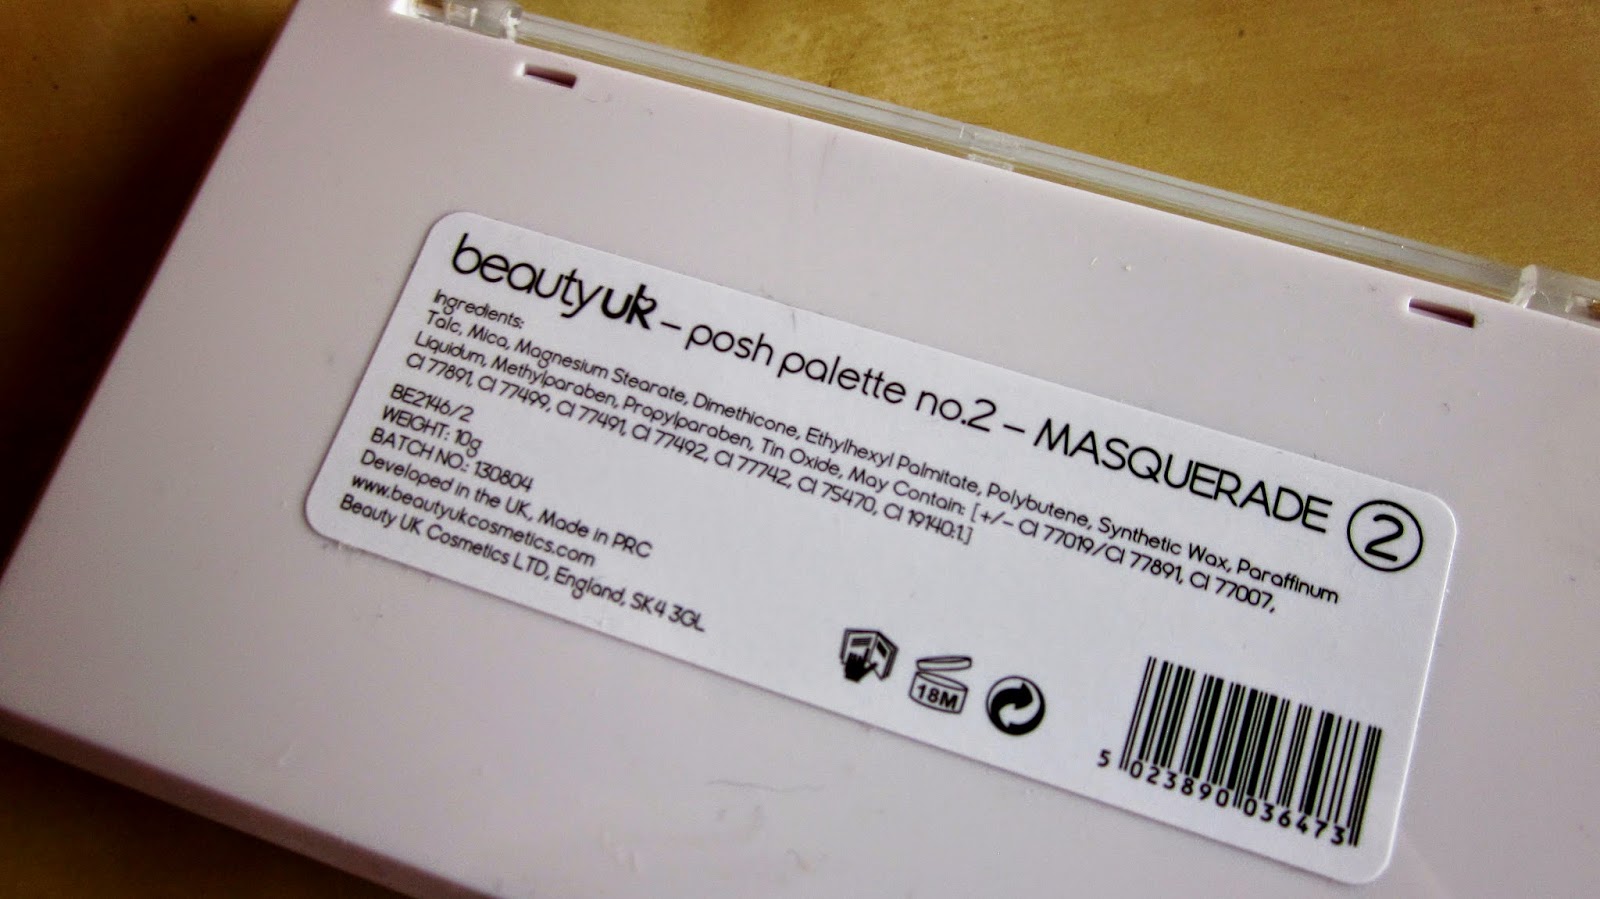 beautyuk – posh palette no.2 – MASQUERADE 2
Ingredients:
Talc, Mica, Magnesium Stearate, Dimethicone, Ethylhexyl Palmitate, Polybutene, Synthetic Wax, Paraffinum
Liquidum, Methylparaben, Propylparaben, Tin Oxide, May Contain: [+/– CI 77019/CI 77891, CI 77007,
CI 77891, CI 77499, CI 77491, CI 77492, CI 77742, CI 75470, CI 19140:1.]
BE2146/2
WEIGHT: 10g
BATCH NO.: 130804
Developed in the UK, Made in PRC
www.beautyukcosmetics.com
Beauty UK Cosmetics LTD, England, SK4 3GL
18M
5 023890 036473